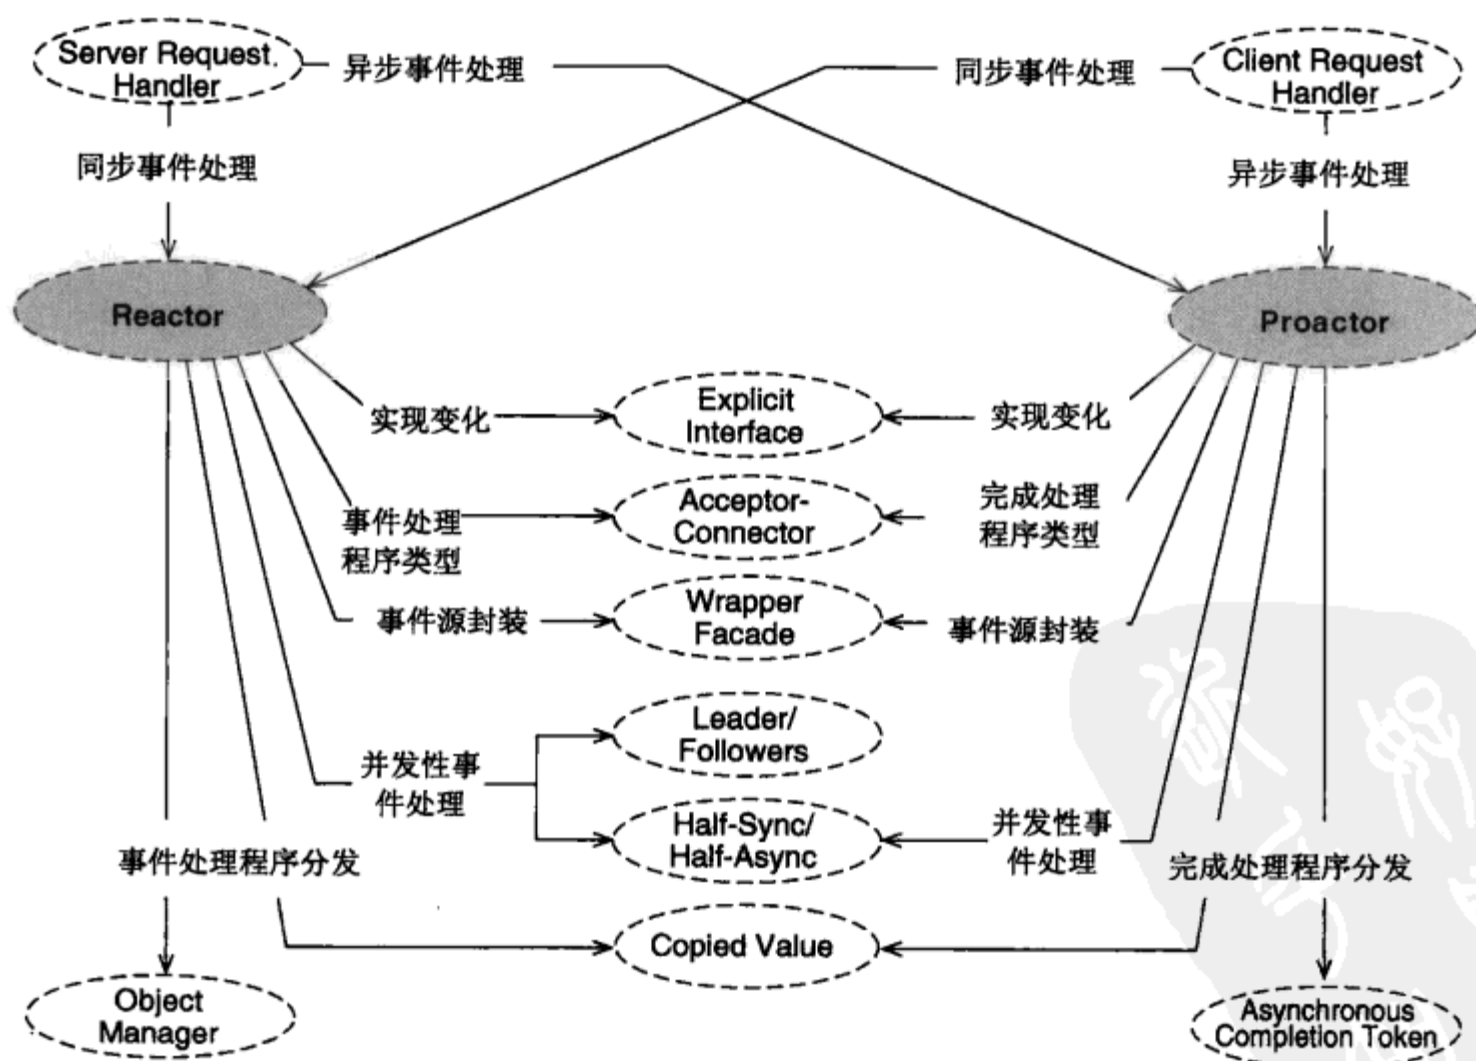 Server Request
Handler
异步事件处理
同步事件处理
Client Request
Handler
同步事件处理
异步事件处理
Reactor
Proactor
实现变化
Explicit
Interface
实现变化
事件处理
程序类型
Acceptor-
Connector
完成处理
程序类型
事件源封装
Wrapper
Facade
事件源封装
Leader/
Followers
并发性事
件处理
Half-Sync/
Half-Async
并发性事
件处理
事件处理程序分发
完成处理程序分发
Copied Value
Object
Manager
Asynchronous
Completion Token